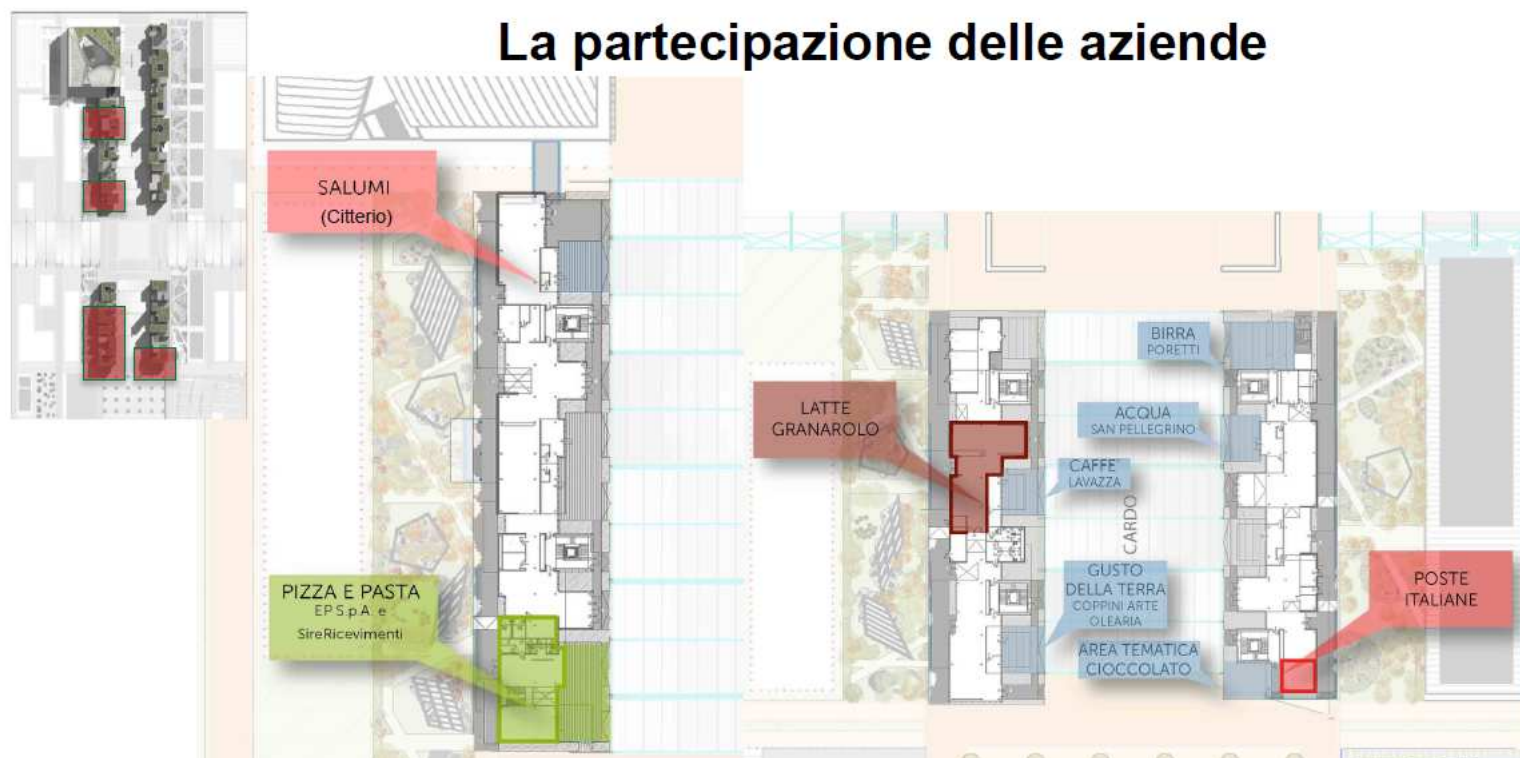 La partecipazione delle aziende
SALUMI
(Citterio)
PIZZA E PASTA
EP S.p.A. e
SireRicevimenti
LATTE
GRANAROLO
BIRRA
PORETTI
ACQUA
SAN PELLEGRINO
CAFFE'
LAVAZZA
CARDO
GUSTO
DELLA TERRA
COPPINI ARTE
OLEARIA
AREA TEMATICA
CIOCCOLATO
POSTE
ITALIANE